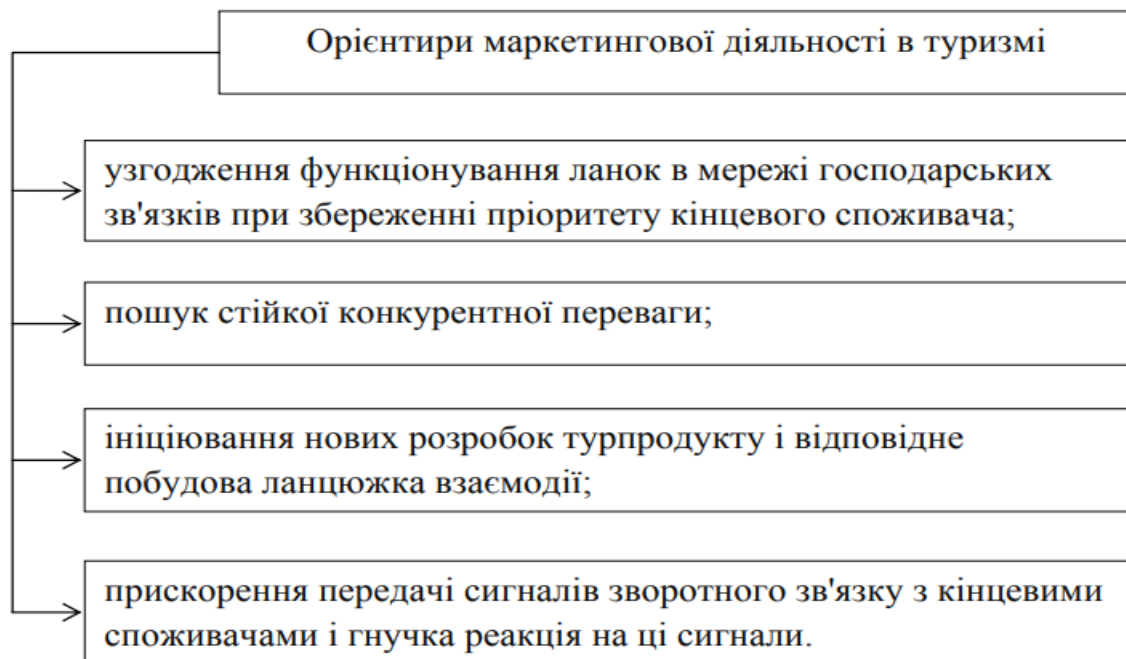 Орієнтири маркетингової діяльності в туризмі
узгодження функціонування ланок в мережі господарських
зв'язків при збереженні пріоритету кінцевого споживача;
пошук стійкої конкурентної переваги;
ініціювання нових розробок турпродукту і відповідне
побудова ланцюжка взаємодії;
прискорення передачі сигналів зворотного зв'язку з кінцевими
споживачами і гнучка реакція на ці сигнали.